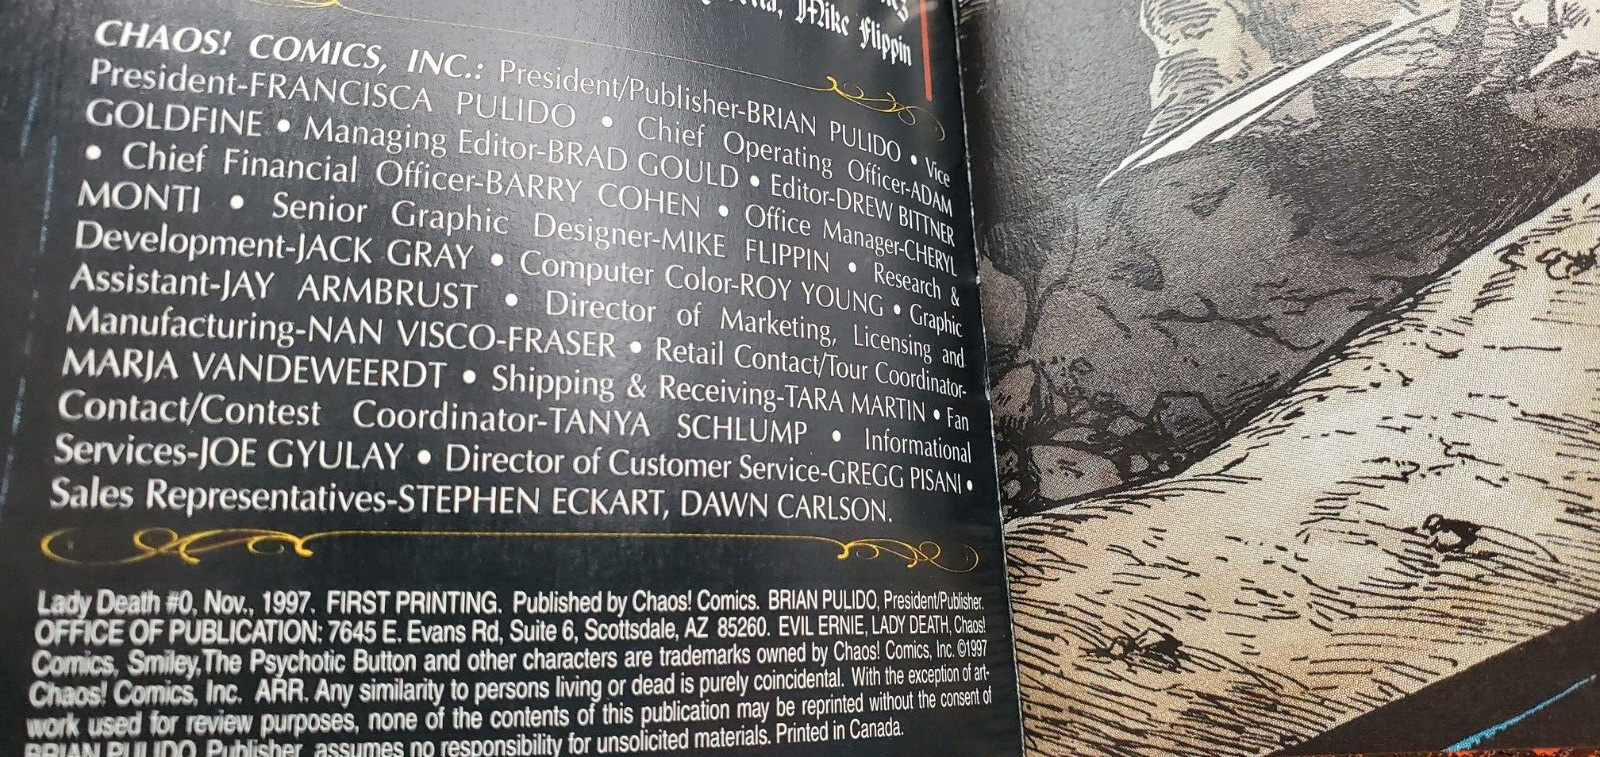 Mike Flippin
CHAOS! COMICS, INC.: President/Publisher-BRIAN PULIDO • Vice
President-FRANCISCA PULIDO • Chief Operating Officer-ADAM
GOLDFINE • Managing Editor-BRAD GOULD • Editor-DREW BITTNER
• Chief Financial Officer-BARRY COHEN • Office Manager-CHERYL
MONTI • Senior Graphic Designer-MIKE FLIPPIN • Research &
Development-JACK GRAY • Computer Color-ROY YOUNG • Graphic
Assistant-JAY ARMBRUST • Director of Marketing, Licensing and
Manufacturing-NAN VISCO-FRASER • Retail Contact/Tour Coordinator-
MARJA VANDEWEERDT • Shipping & Receiving-TARA MARTIN • Fan
Contact/Contest Coordinator-TANYA SCHLUMP • Informational
Services-JOE GYULAY • Director of Customer Service-GREGG PISANI •
Sales Representatives-STEPHEN ECKART, DAWN CARLSON.
Lady Death #0, Nov., 1997. FIRST PRINTING. Published by Chaos! Comics. BRIAN PULIDO, President/Publisher.
OFFICE OF PUBLICATION: 7645 E. Evans Rd, Suite 6, Scottsdale, AZ 85260. EVIL ERNIE, LADY DEATH, Chaos!
Comics, Smiley,The Psychotic Button and other characters are trademarks owned by Chaos! Comics, Inc. ©1997
Chaos! Comics, Inc. ARR. Any similarity to persons living or dead is purely coincidental. With the exception of art-
work used for review purposes, none of the contents of this publication may be reprinted without the consent of
BRIAN PULIDO, Publisher, assumes no responsibility for unsolicited materials. Printed in Canada.